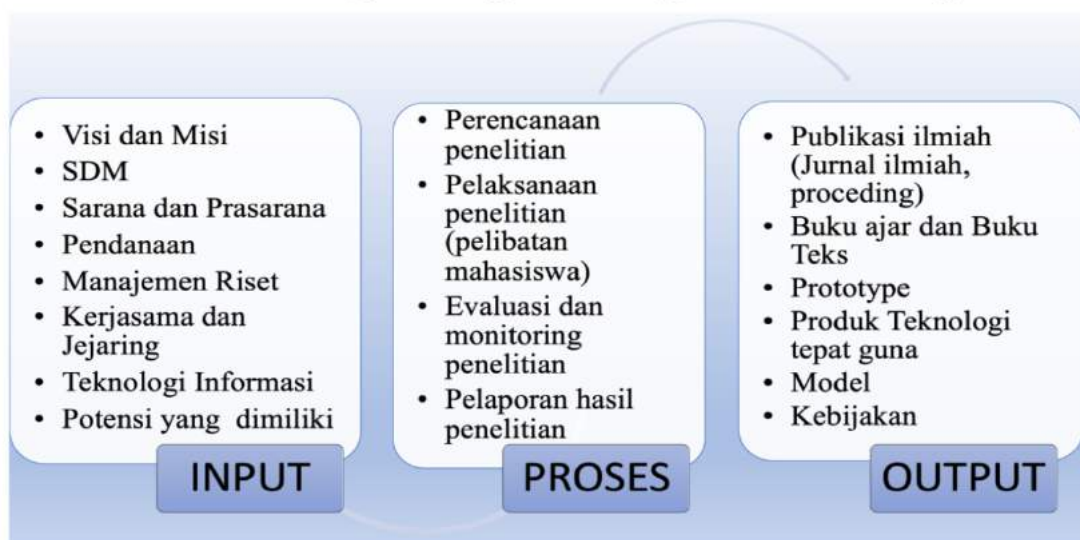 • Visi dan Misi
• SDM
• Sarana dan Prasarana
• Pendanaan
• Manajemen Riset
• Kerjasama dan
Jejaring
• Teknologi Informasi
• Potensi yang dimiliki
INPUT
• Perencanaan
penelitian
• Pelaksanaan
penelitian
(pelibatan
mahasiswa)
• Evaluasi dan
monitoring
penelitian
• Pelaporan hasil
penelitian
PROSES
• Publikasi ilmiah
(Jurnal ilmiah,
proceding)
• Buku ajar dan Buku
Teks
• Prototype
• Produk Teknologi
tepat guna
• Model
• Kebijakan
OUTPUT